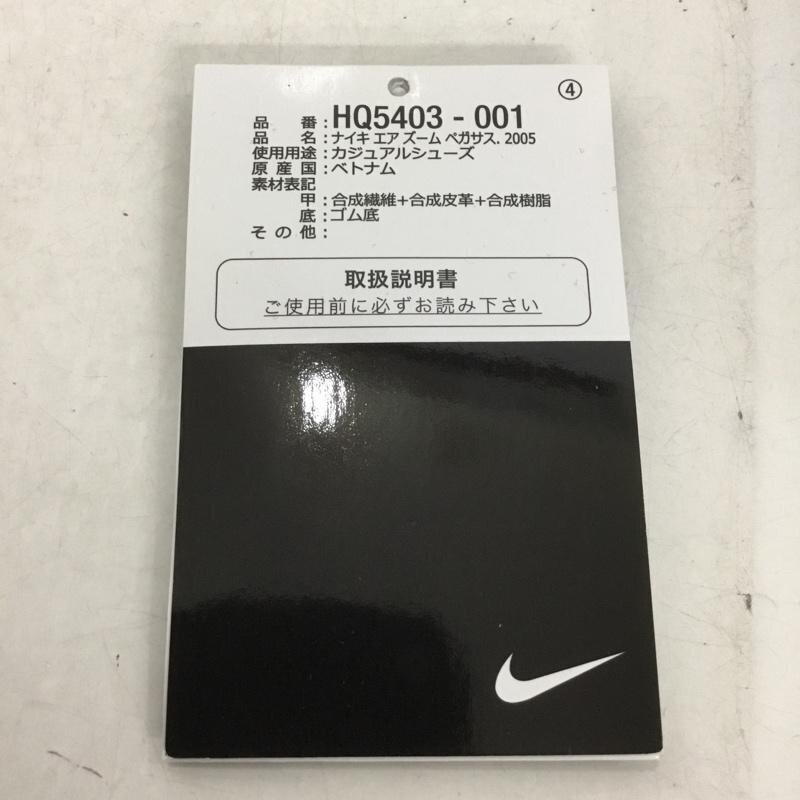 ④
品 番：HQ5403 - 001
品 名：ナイキ エア ズーム ペガサス. 2005
使用用途：カジュアルシューズ
原 産 国：ベトナム
素材表記
甲：合成繊維+合成皮革+合成樹脂
底：ゴム底
そ の 他：
取扱説明書
ご使用前に必ずお読み下さい